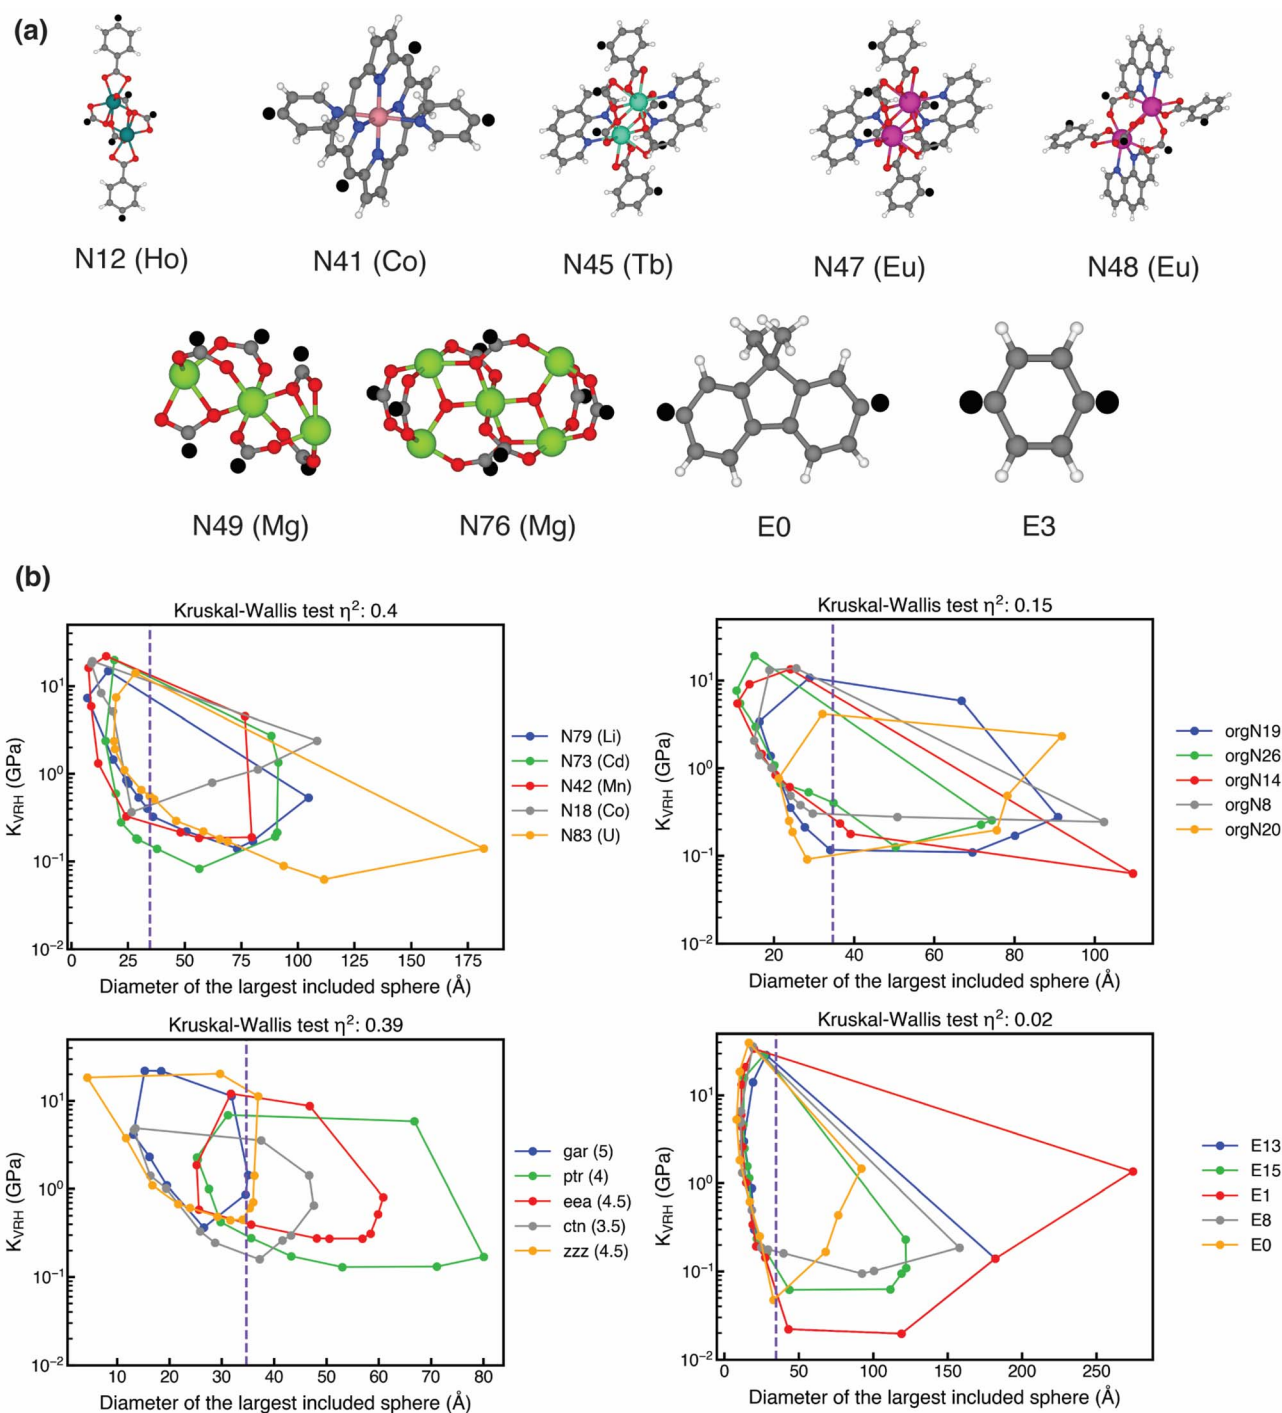 (a)
N12 (Ho)
N41 (Co)
N45 (Tb)
N47 (Eu)
N48 (Eu)
N49 (Mg)
N76 (Mg)
E0
E3
(b)
Kruskal-Wallis test η²: 0.4
K_VRH (GPa)
10¹
10⁰
10⁻¹
10⁻²
0 25 50 75 100 125 150 175
Diameter of the largest included sphere (Å)
N79 (Li)
N73 (Cd)
N42 (Mn)
N18 (Co)
N83 (U)
Kruskal-Wallis test η²: 0.15
K_VRH (GPa)
10¹
10⁰
10⁻¹
10⁻²
20 40 60 80 100
Diameter of the largest included sphere (Å)
orgN19
orgN26
orgN14
orgN8
orgN20
Kruskal-Wallis test η²: 0.39
K_VRH (GPa)
10¹
10⁰
10⁻¹
10⁻²
10 20 30 40 50 60 70 80
Diameter of the largest included sphere (Å)
gar (5)
ptr (4)
eea (4.5)
ctn (3.5)
zzz (4.5)
Kruskal-Wallis test η²: 0.02
K_VRH (GPa)
10¹
10⁰
10⁻¹
10⁻²
0 50 100 150 200 250
Diameter of the largest included sphere (Å)
E13
E15
E1
E8
E0